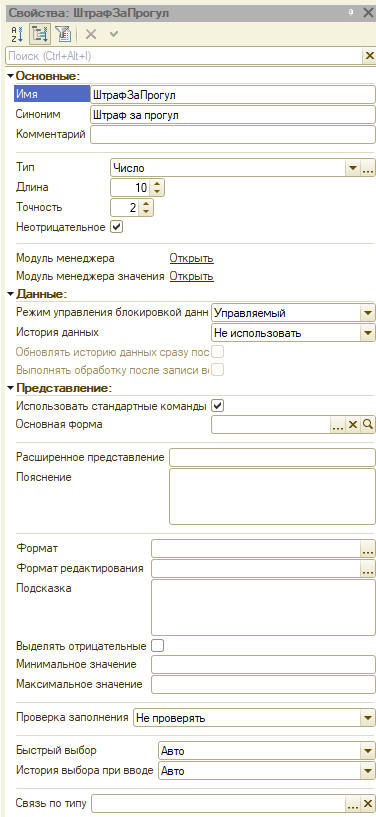 Свойства: ШтрафЗаПрогул
Поиск (Ctrl+Alt+I)
Основные:
Имя ШтрафЗаПрогул
Синоним Штраф за прогул
Комментарий
Тип Число
Длина 10
Точность 2
Неотрицательное
Модуль менеджера Открыть
Модуль менеджера значения Открыть
Данные:
Режим управления блокировкой данн Управляемый
История данных Не использовать
Обновлять историю данных сразу пос
Выполнять обработку после записи ве
Представление:
Использовать стандартные команды
Основная форма
Расширенное представление
Пояснение
Формат
Формат редактирования
Подсказка
Выделять отрицательные
Минимальное значение
Максимальное значение
Проверка заполнения Не проверять
Быстрый выбор Авто
История выбора при вводе Авто
Связь по типу